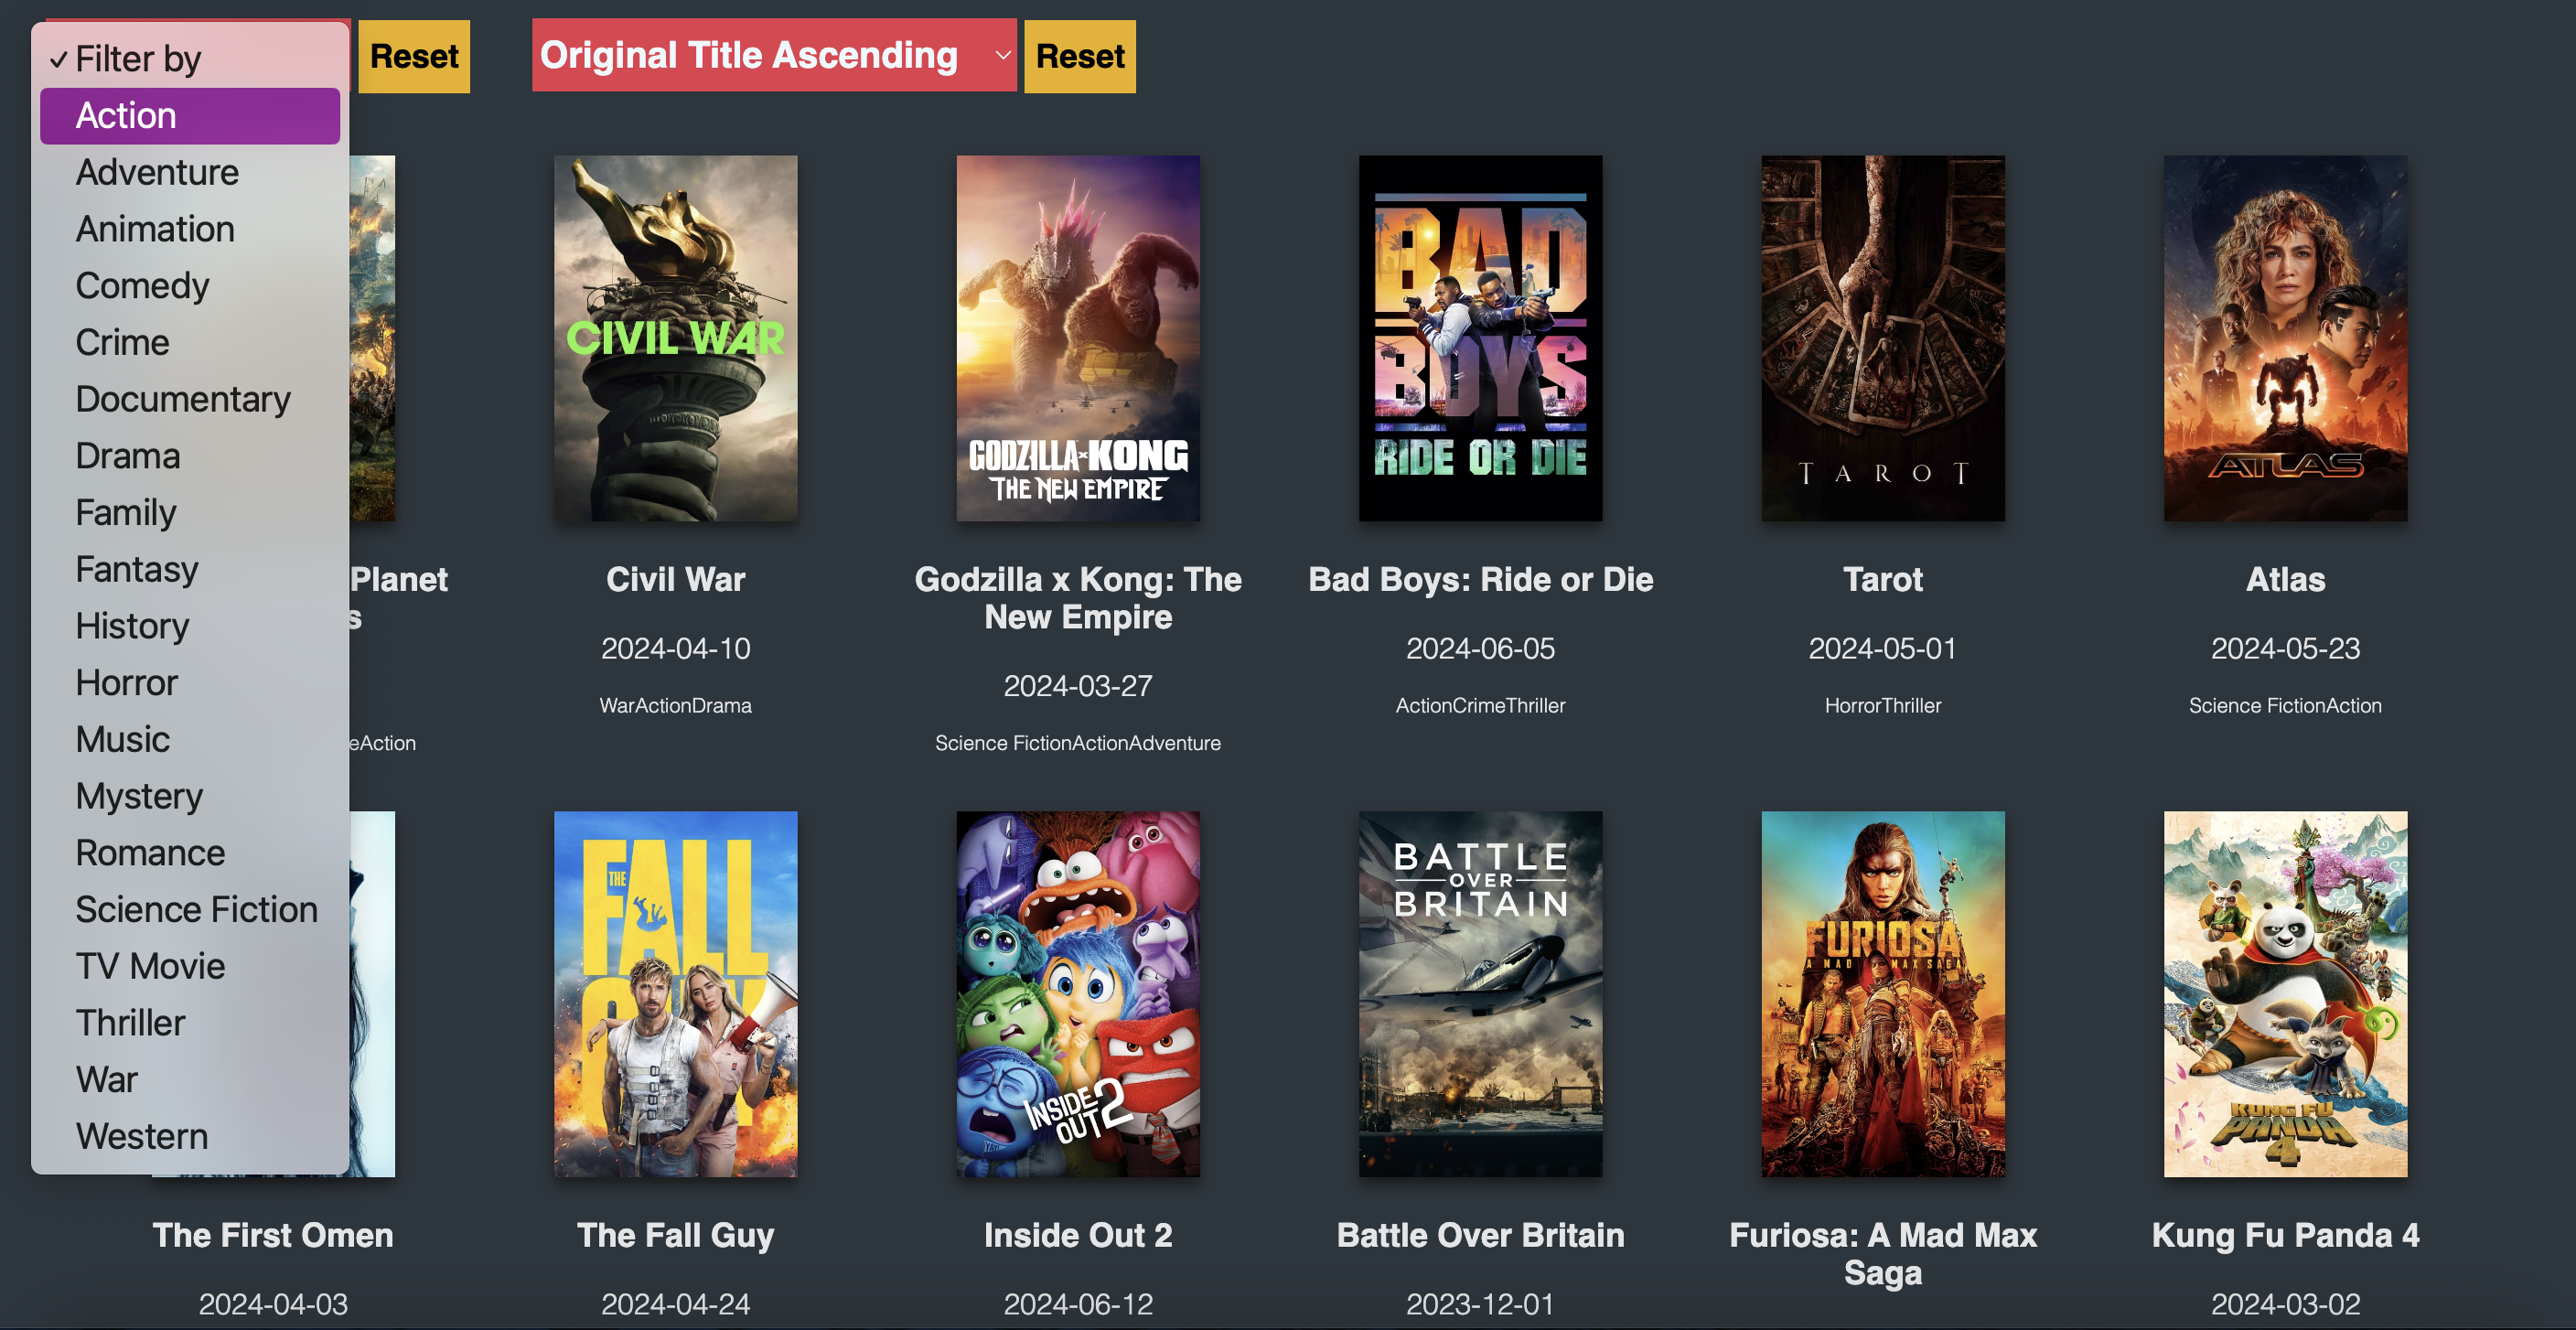 ✓ Filter by
Action
Adventure
Animation
Comedy
Crime
Documentary
Drama
Family
Fantasy
History
Horror
Music
Mystery
Romance
Science Fiction
TV Movie
Thriller
War
Western
Reset
Original Title Ascending
Reset
Planet
s
eAction
CIVIL WAR
Civil War
2024-04-10
WarActionDrama
GODZILLA x KONG
THE NEW EMPIRE
Godzilla x Kong: The
New Empire
2024-03-27
Science FictionActionAdventure
BAD
BOYS
RIDE OR DIE
Bad Boys: Ride or Die
2024-06-05
ActionCrimeThriller
TAROT
Tarot
2024-05-01
HorrorThriller
ATLAS
Atlas
2024-05-23
Science FictionAction
The First Omen
2024-04-03
THE
FALL
GUY
The Fall Guy
2024-04-24
INSIDE
OUT 2
Inside Out 2
2024-06-12
BATTLE
OVER
BRITAIN
Battle Over Britain
2023-12-01
FURIOSA
A MAD MAX SAGA
Furiosa: A Mad Max
Saga
KUNG FU
PANDA
4
Kung Fu Panda 4
2024-03-02